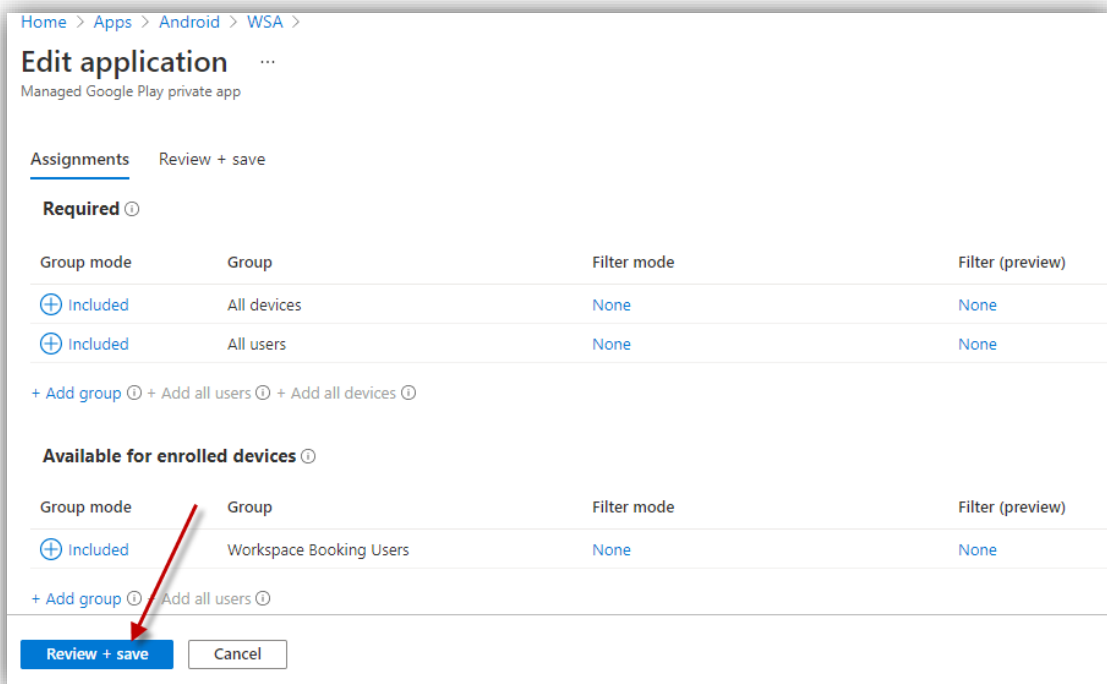 Home > Apps > Android > WSA >
Edit application ...
Managed Google Play private app
Assignments Review + save
Required
Group mode Group Filter mode Filter (preview)
Included All devices None None
Included All users None None
+ Add group + Add all users + Add all devices
Available for enrolled devices
Group mode Group Filter mode Filter (preview)
Included Workspace Booking Users None None
+ Add group + Add all users
Review + save Cancel